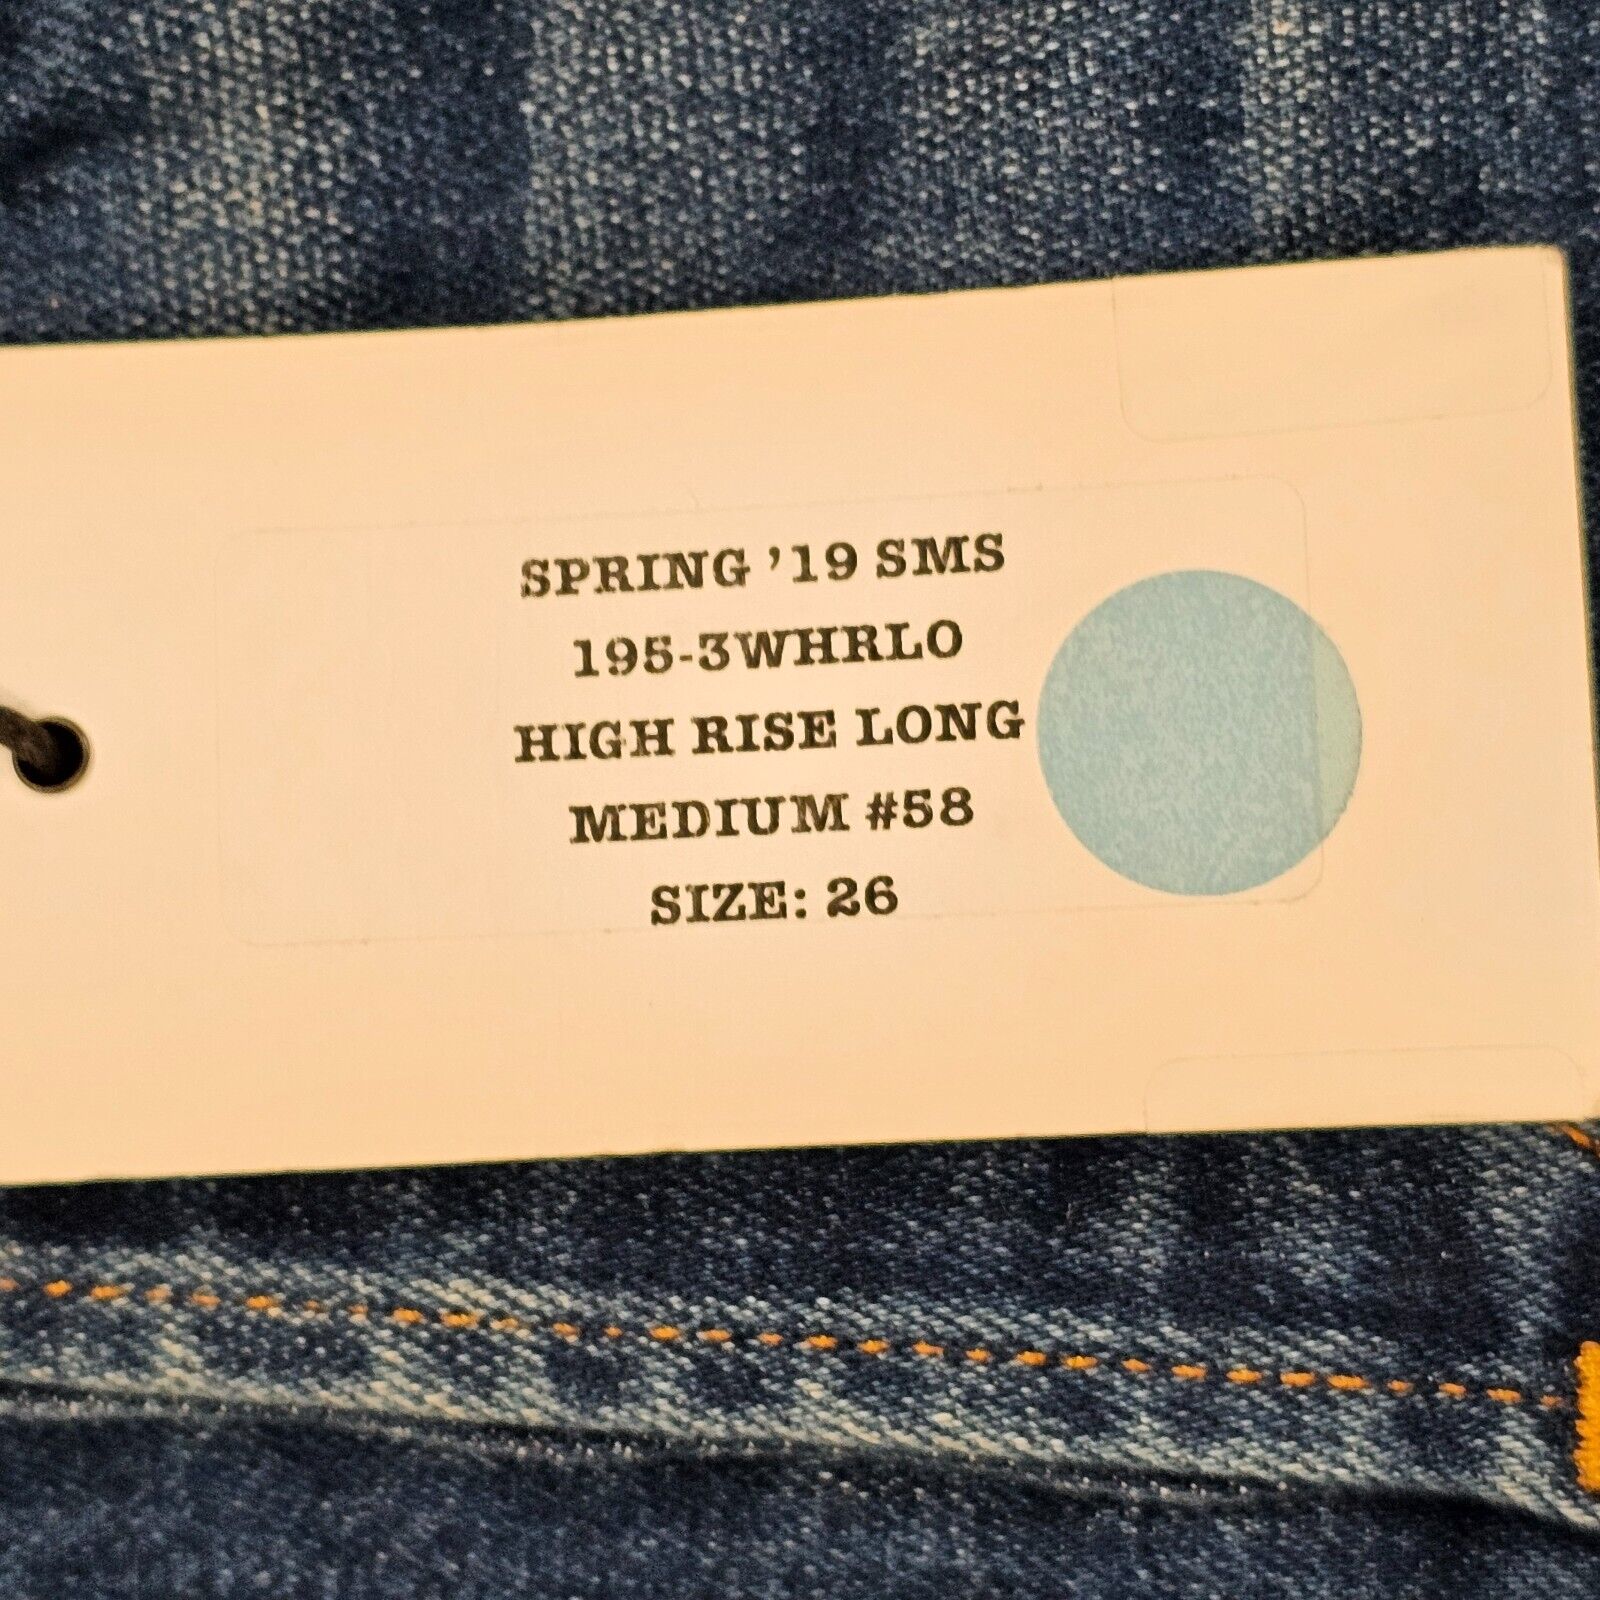 SPRING ’19 SMS
195-3WHRLO
HIGH RISE LONG
MEDIUM #58
SIZE: 26